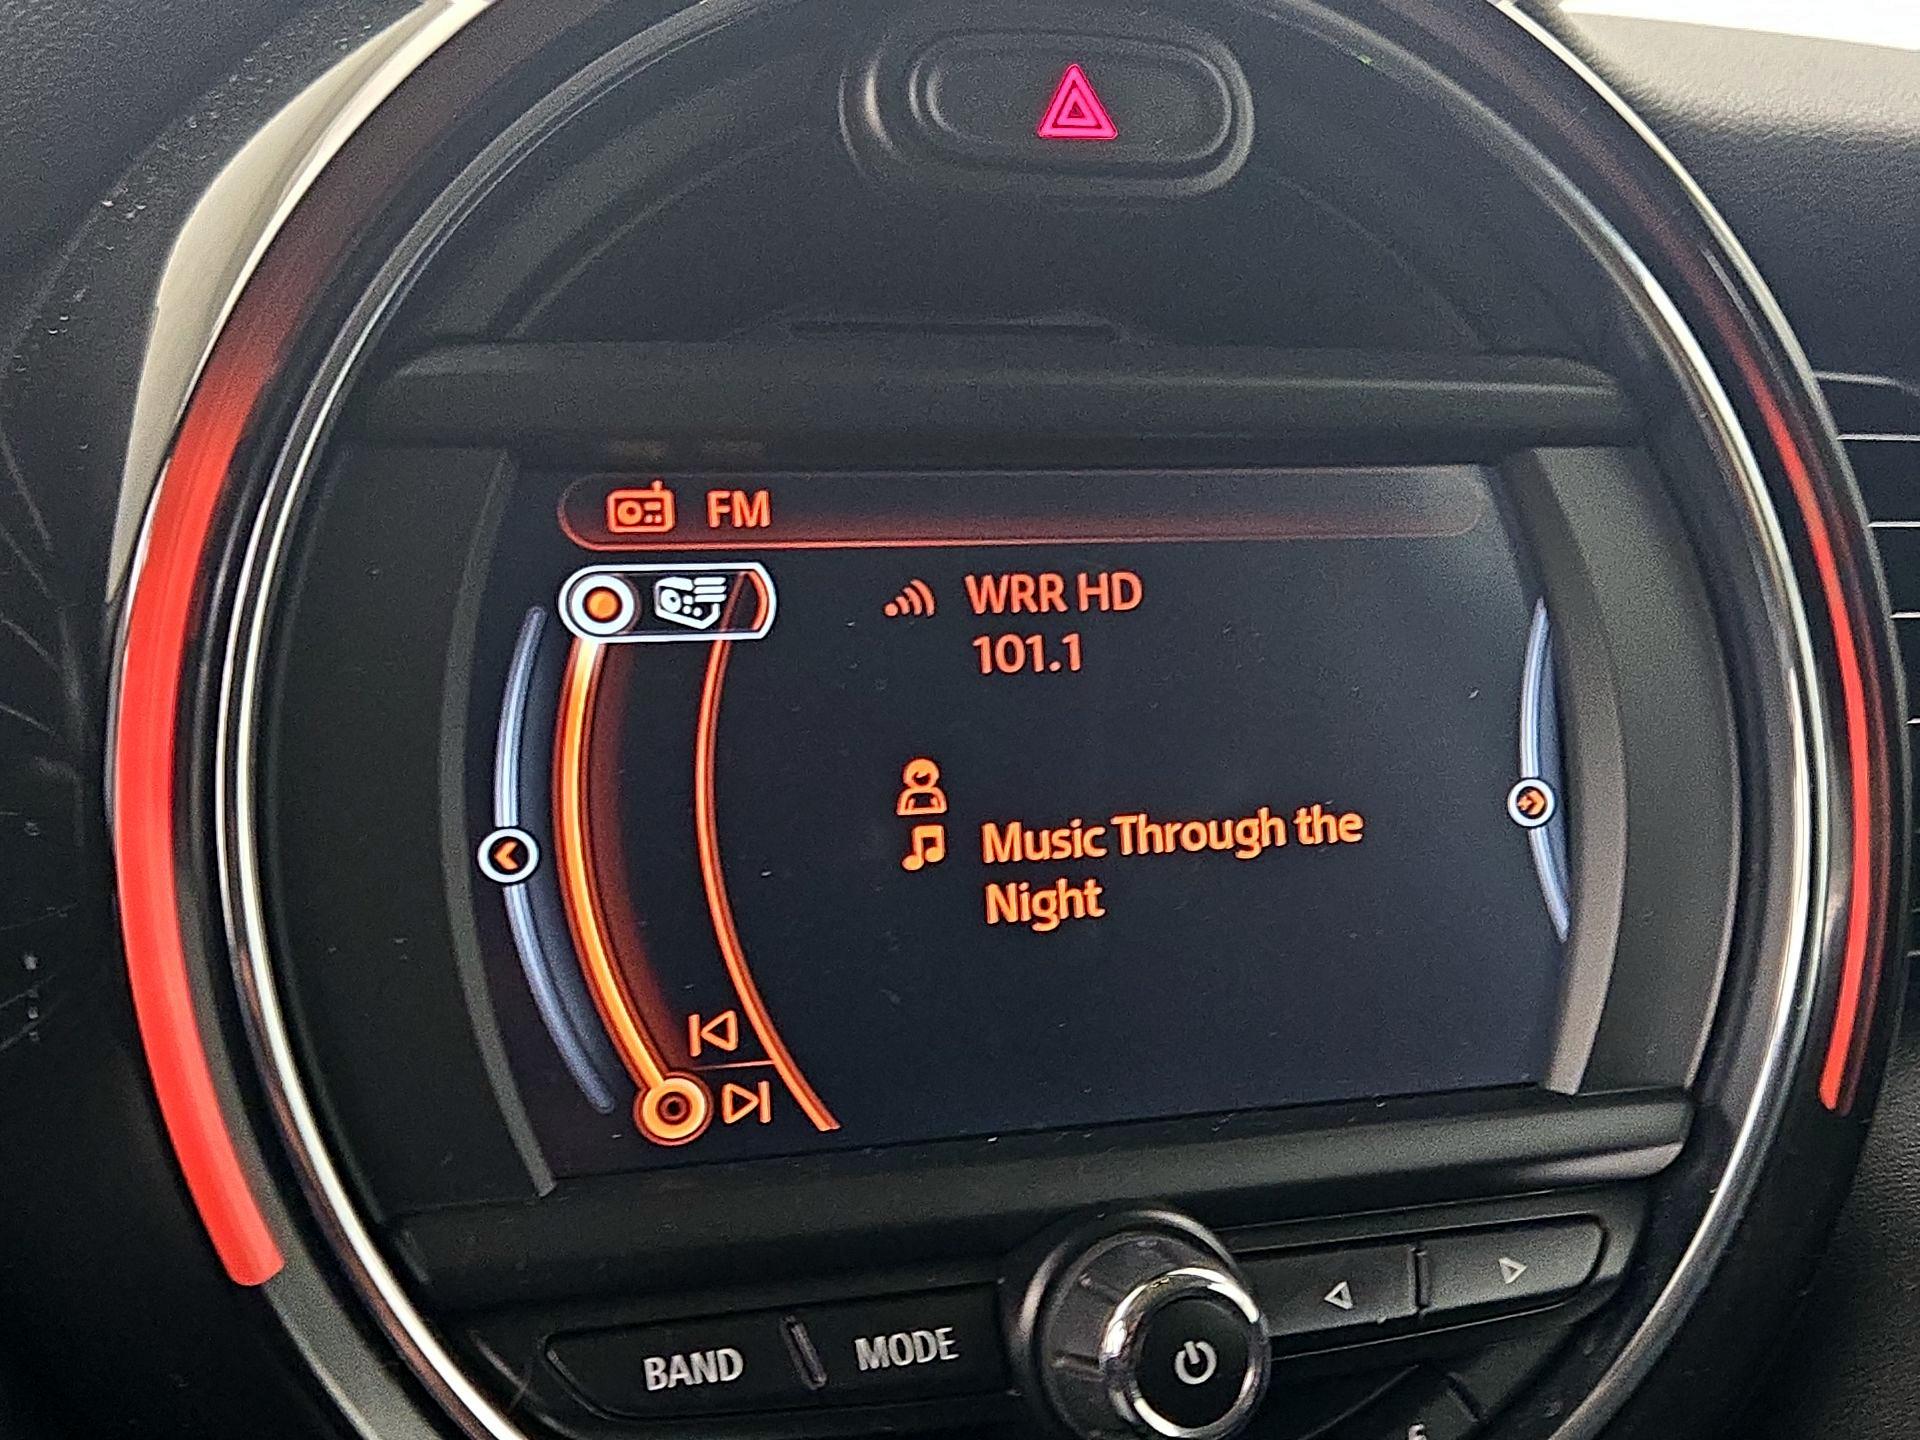 FM
WRR HD
101.1
Music Through the
Night
BAND
MODE